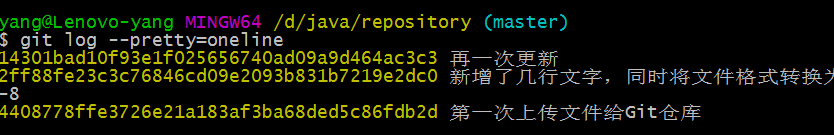 yang@Lenovo-yang MINGW64 /d/java/repository (master)
$ git log --pretty=oneline
14301bad10f93e1f025656740ad09a9d464ac3c3 再一次更新
2ff88fe23c3c76846cd09e2093b831b7219e2dc0 新增了几行文字，同时将文件格式转换为
-8
4408778ffe3726e21a183af3ba68ded5c86fdb2d 第一次上传文件给Git仓库